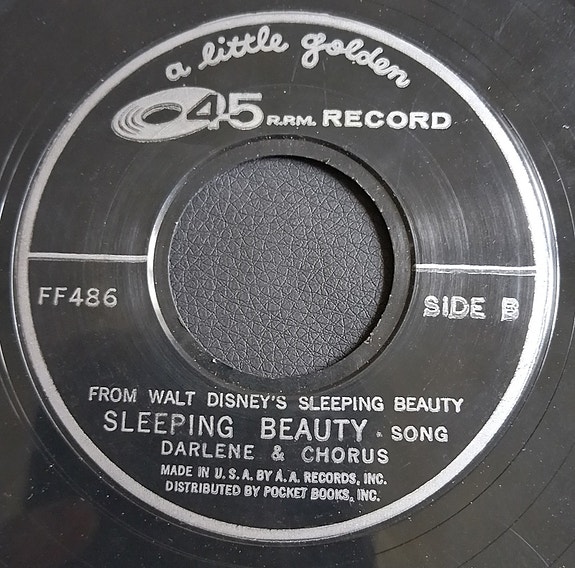 a little golden
45 R.P.M. RECORD
FF486
SIDE B
FROM WALT DISNEY'S SLEEPING BEAUTY
SLEEPING BEAUTY • SONG
DARLENE & CHORUS
MADE IN U.S.A. BY A.A. RECORDS, INC.
DISTRIBUTED BY POCKET BOOKS, INC.